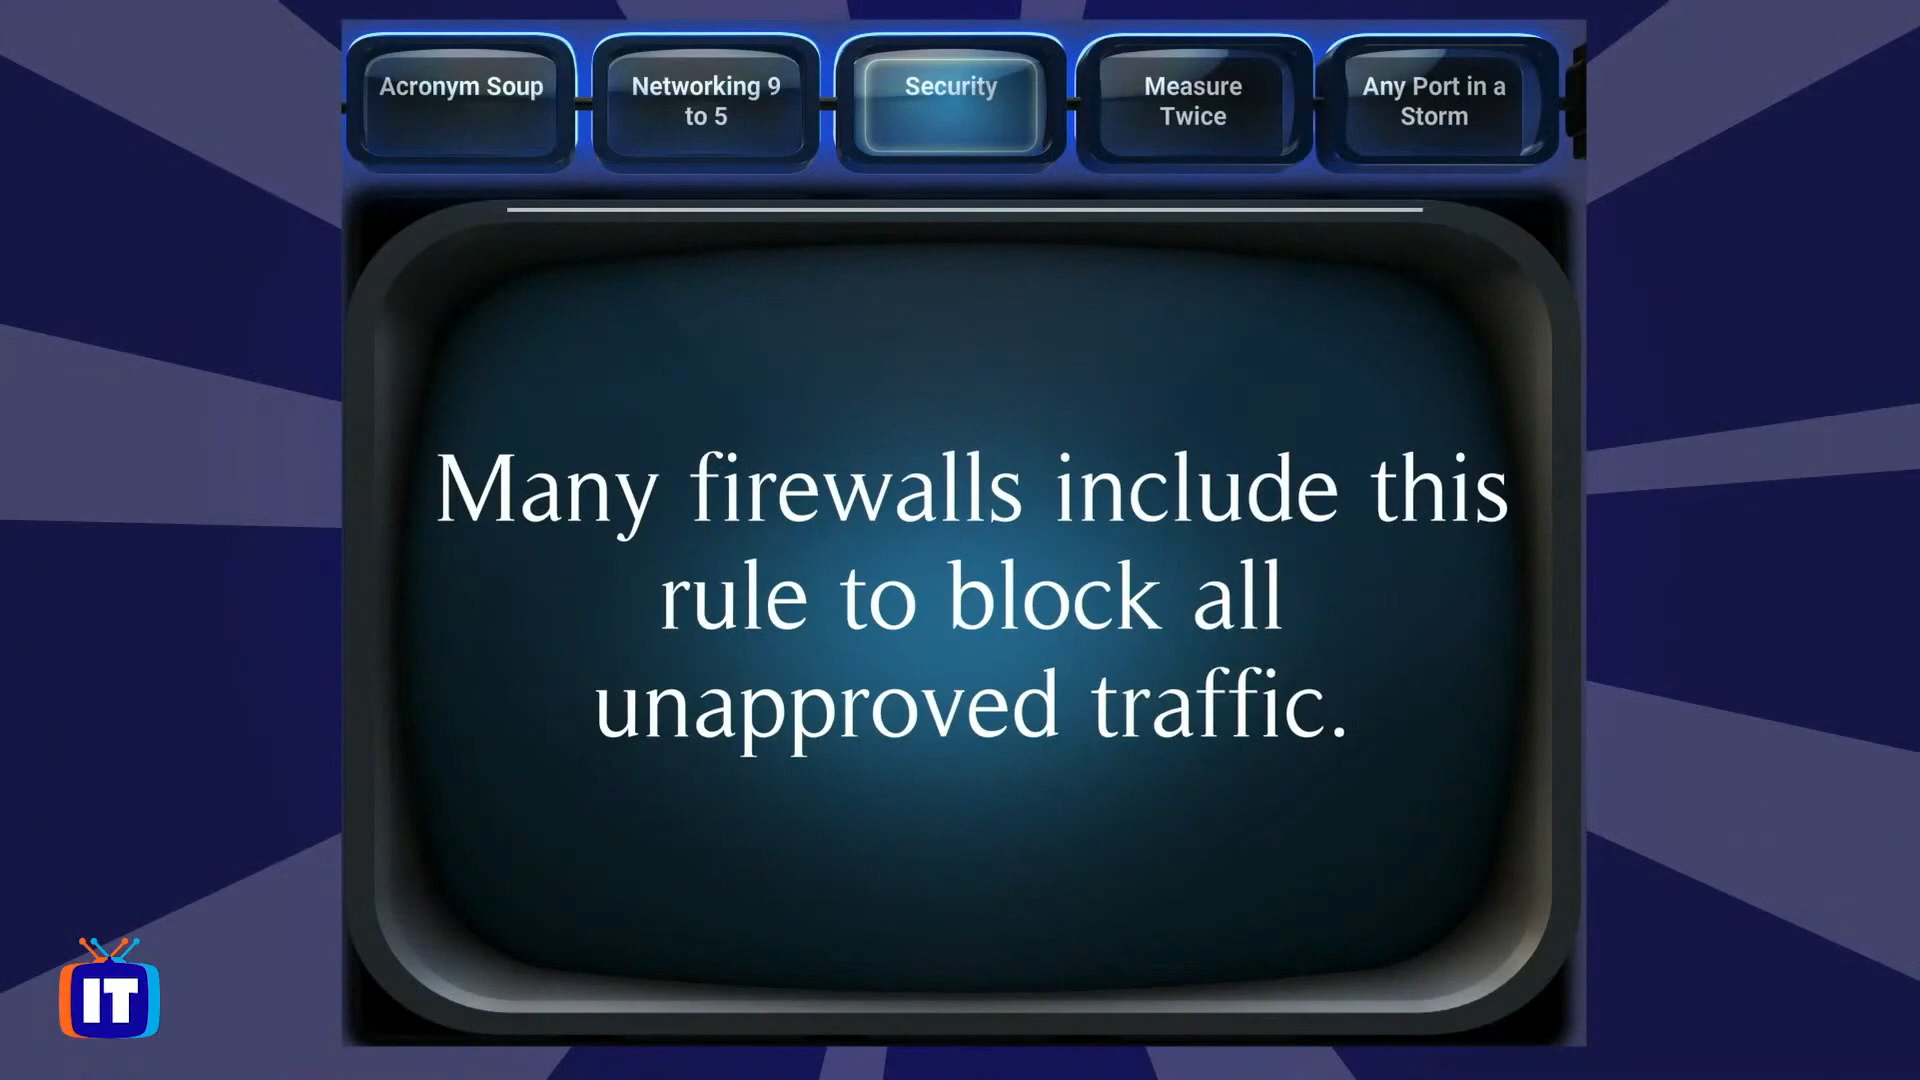 Acronym Soup
Networking 9
to 5
Security
Measure
Twice
Any Port in a
Storm
Many firewalls include this
rule to block all
unapproved traffic.
IT